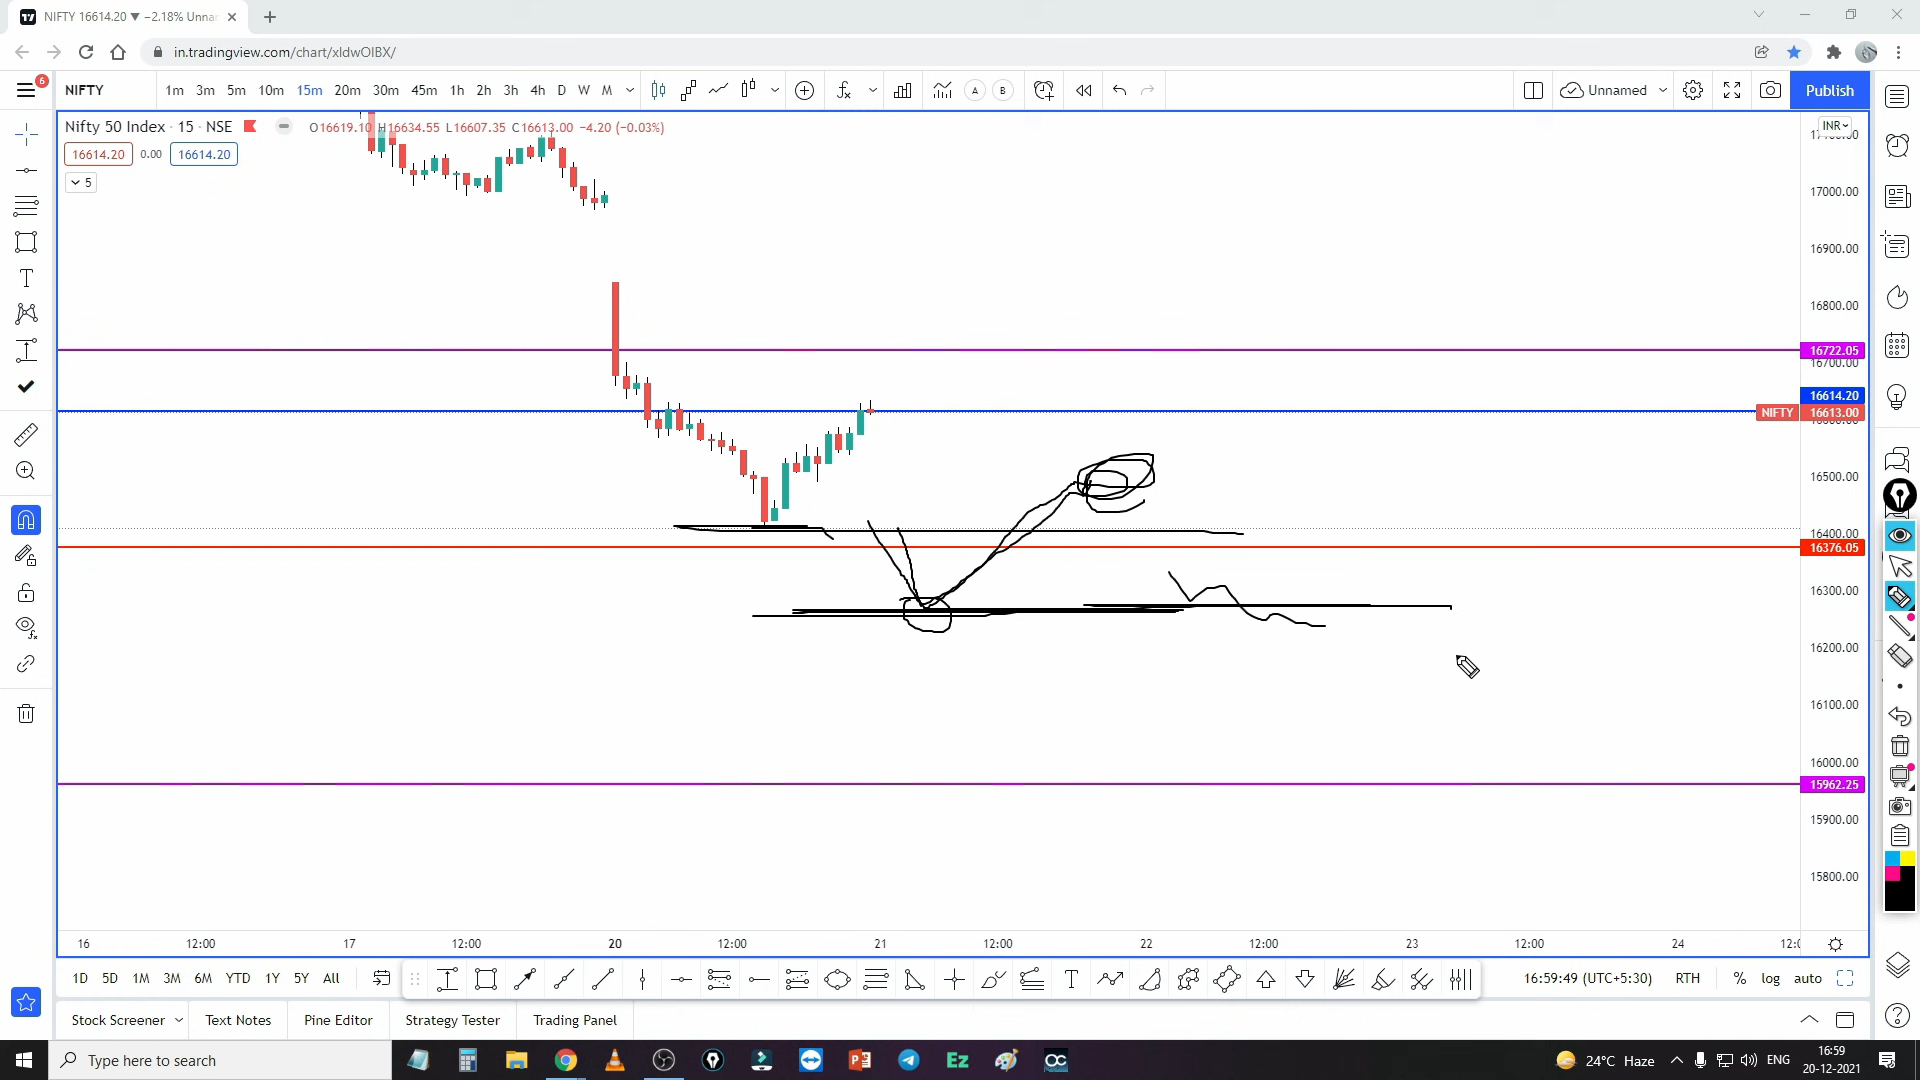 NIFTY 16614.20 ▼ −2.18% Unna
in.tradingview.com/chart/xldwOIBX/
6
NIFTY 1m 3m 5m 10m 15m 20m 30m 45m 1h 2h 3h 4h D W M A B Unnamed Publish
Nifty 50 Index · 15 · NSE O16619.10 H16634.55 L16607.35 C16613.00 −4.20 (−0.03%)
INR
16614.20 0.00 16614.20
5
17000.00
16900.00
16800.00
16722.05
16700.00
16614.20
NIFTY 16613.00
16600.00
16500.00
16400.00
16376.05
16300.00
16200.00
16100.00
16000.00
15962.25
15900.00
15800.00
16 12:00 17 12:00 20 12:00 21 12:00 22 12:00 23 12:00 24
1D 5D 1M 3M 6M YTD 1Y 5Y All 16:59:49 (UTC+5:30) RTH % log auto
Stock Screener Text Notes Pine Editor Strategy Tester Trading Panel
Type here to search Ez 24°C Haze ENG 16:59
20-12-2021